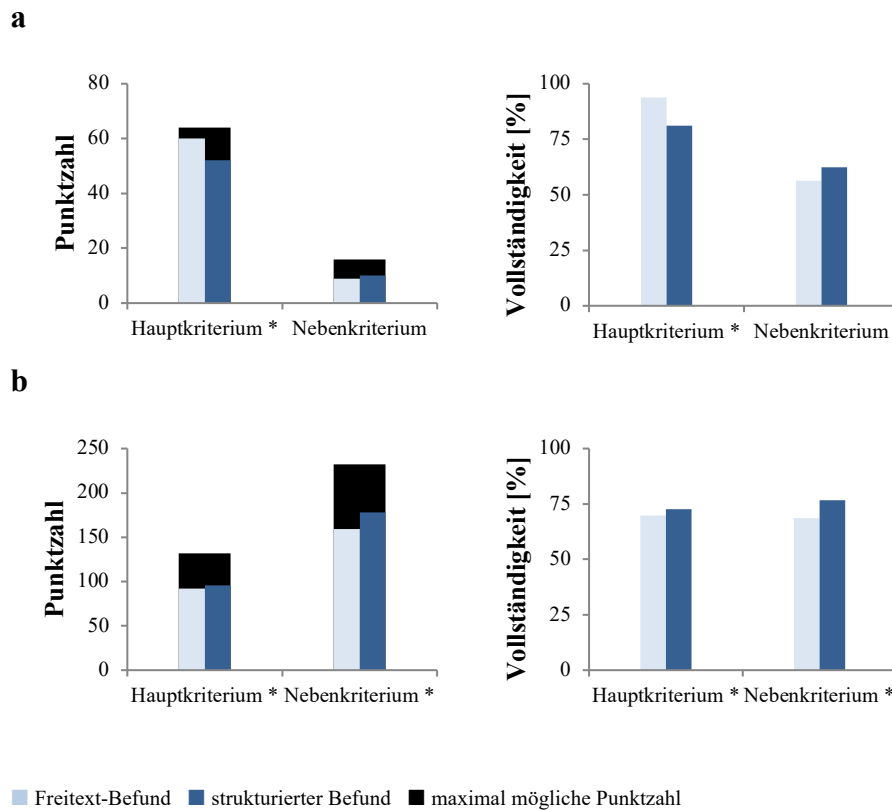 a
80
60
40
20
0
Punktzahl
Hauptkriterium * Nebenkriterium
100
75
50
25
0
Vollständigkeit [%]
Hauptkriterium * Nebenkriterium
b
250
200
150
100
50
0
Punktzahl
Hauptkriterium * Nebenkriterium *
100
75
50
25
0
Vollständigkeit [%]
Hauptkriterium * Nebenkriterium *
Freitext-Befund strukturierter Befund maximal mögliche Punktzahl